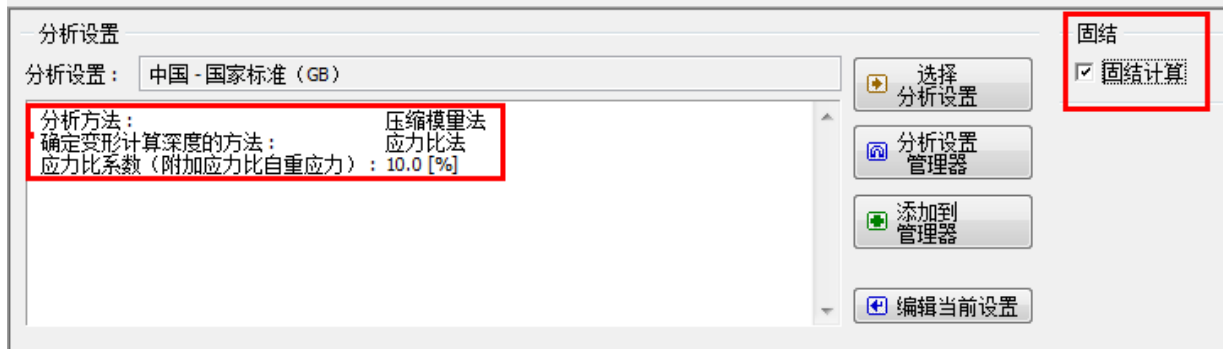 分析设置
分析设置： 中国 - 国家标准（GB）
分析方法： 压缩模量法
确定变形计算深度的方法： 应力比法
应力比系数（附加应力比自重应力）： 10.0 [%]
选择
分析设置
分析设置
管理器
添加到
管理器
编辑当前设置
固结
固结计算